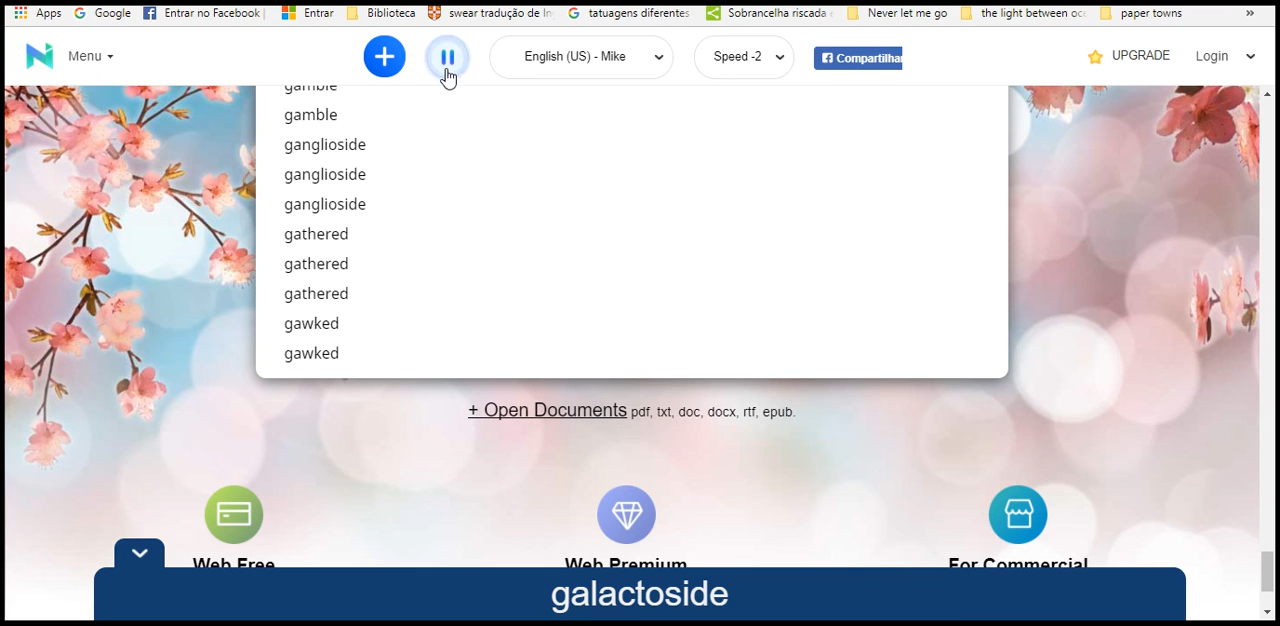 Apps Google Entrar no Facebook Entrar Biblioteca swear tradução de In tatuagens diferentes Sobrancelha riscada Never let me go the light between oce paper towns »
Menu English (US) - Mike Speed -2 Compartilhar UPGRADE Login
gamble
gamble
ganglioside
ganglioside
ganglioside
gathered
gathered
gathered
gawked
gawked
+ Open Documents pdf, txt, doc, docx, rtf, epub.
Web Free Web Premium For Commercial
galactoside